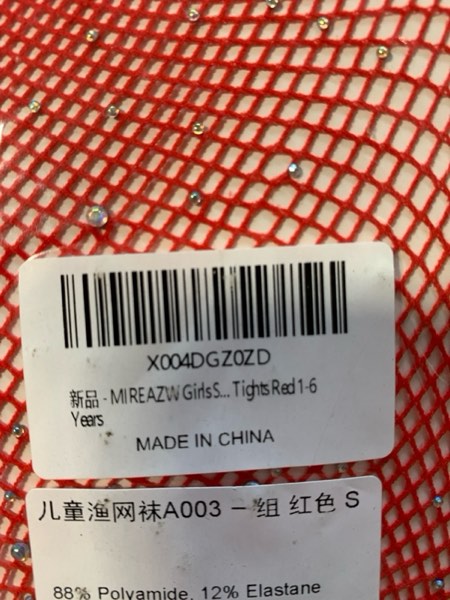 X004DGZ0ZD
新品 - MIREAZW Girls S... Tights Red 1-6
Years
MADE IN CHINA
儿童渔网袜A003 一组 红色 S
88% Polyamide, 12% Elastane